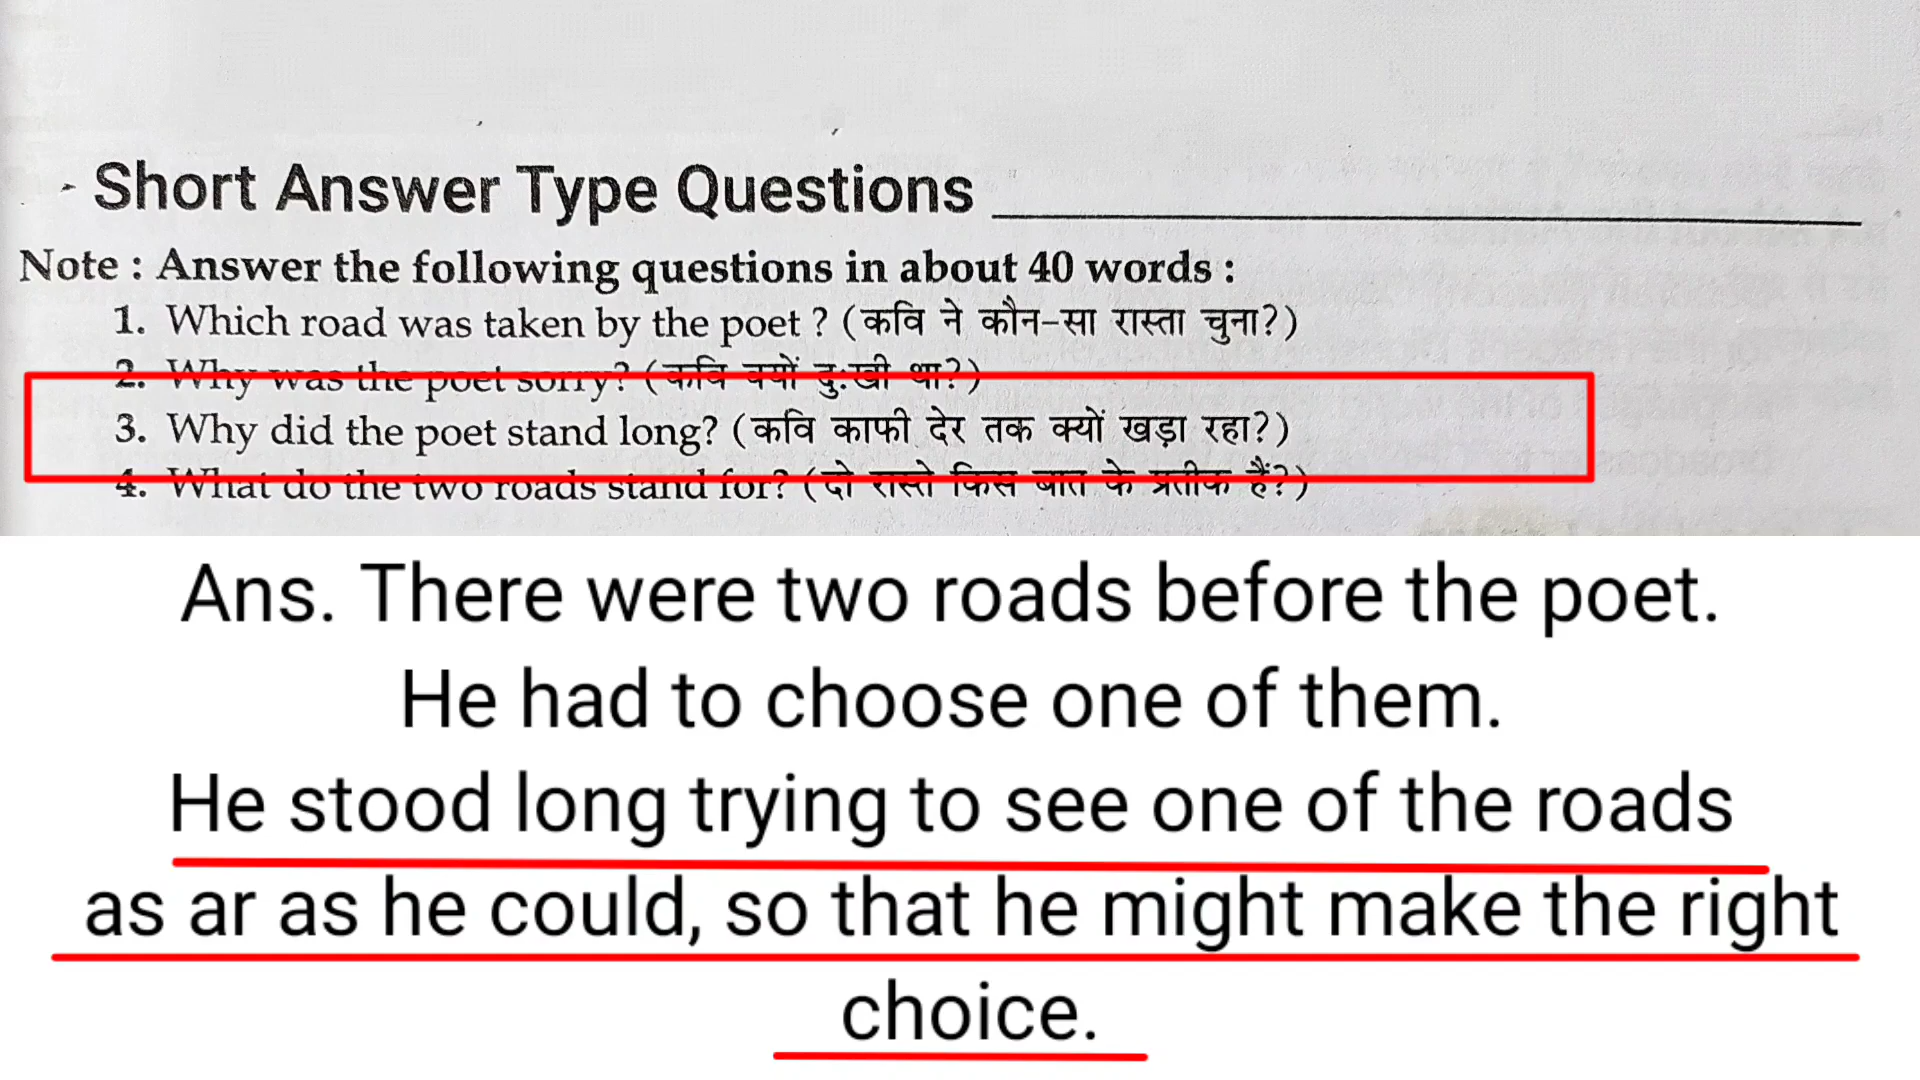 - Short Answer Type Questions
Note : Answer the following questions in about 40 words :
1. Which road was taken by the poet ? (कवि ने कौन-सा रास्ता चुना?)
2. Why was the poet sorry? (कवि क्यों दुःखी था?)
3. Why did the poet stand long? (कवि काफी देर तक क्यों खड़ा रहा?)
4. What do the two roads stand for? (दो रास्ते किस बात के प्रतीक हैं?)
Ans. There were two roads before the poet.
He had to choose one of them.
He stood long trying to see one of the roads
as ar as he could, so that he might make the right
choice.